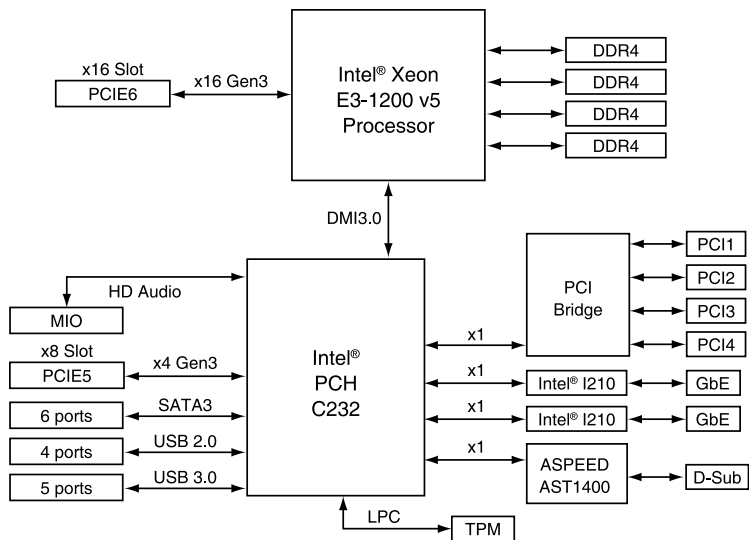 x16 Slot
PCIE6
x16 Gen3
Intel® Xeon
E3-1200 v5
Processor
DDR4
DDR4
DDR4
DDR4
DMI3.0
HD Audio
MIO
x8 Slot
PCIE5
x4 Gen3
6 ports
SATA3
4 ports
USB 2.0
5 ports
USB 3.0
Intel®
PCH
C232
x1
PCI
Bridge
PCI1
PCI2
PCI3
PCI4
x1
Intel® I210
GbE
x1
Intel® I210
GbE
x1
ASPEED
AST1400
D-Sub
LPC
TPM